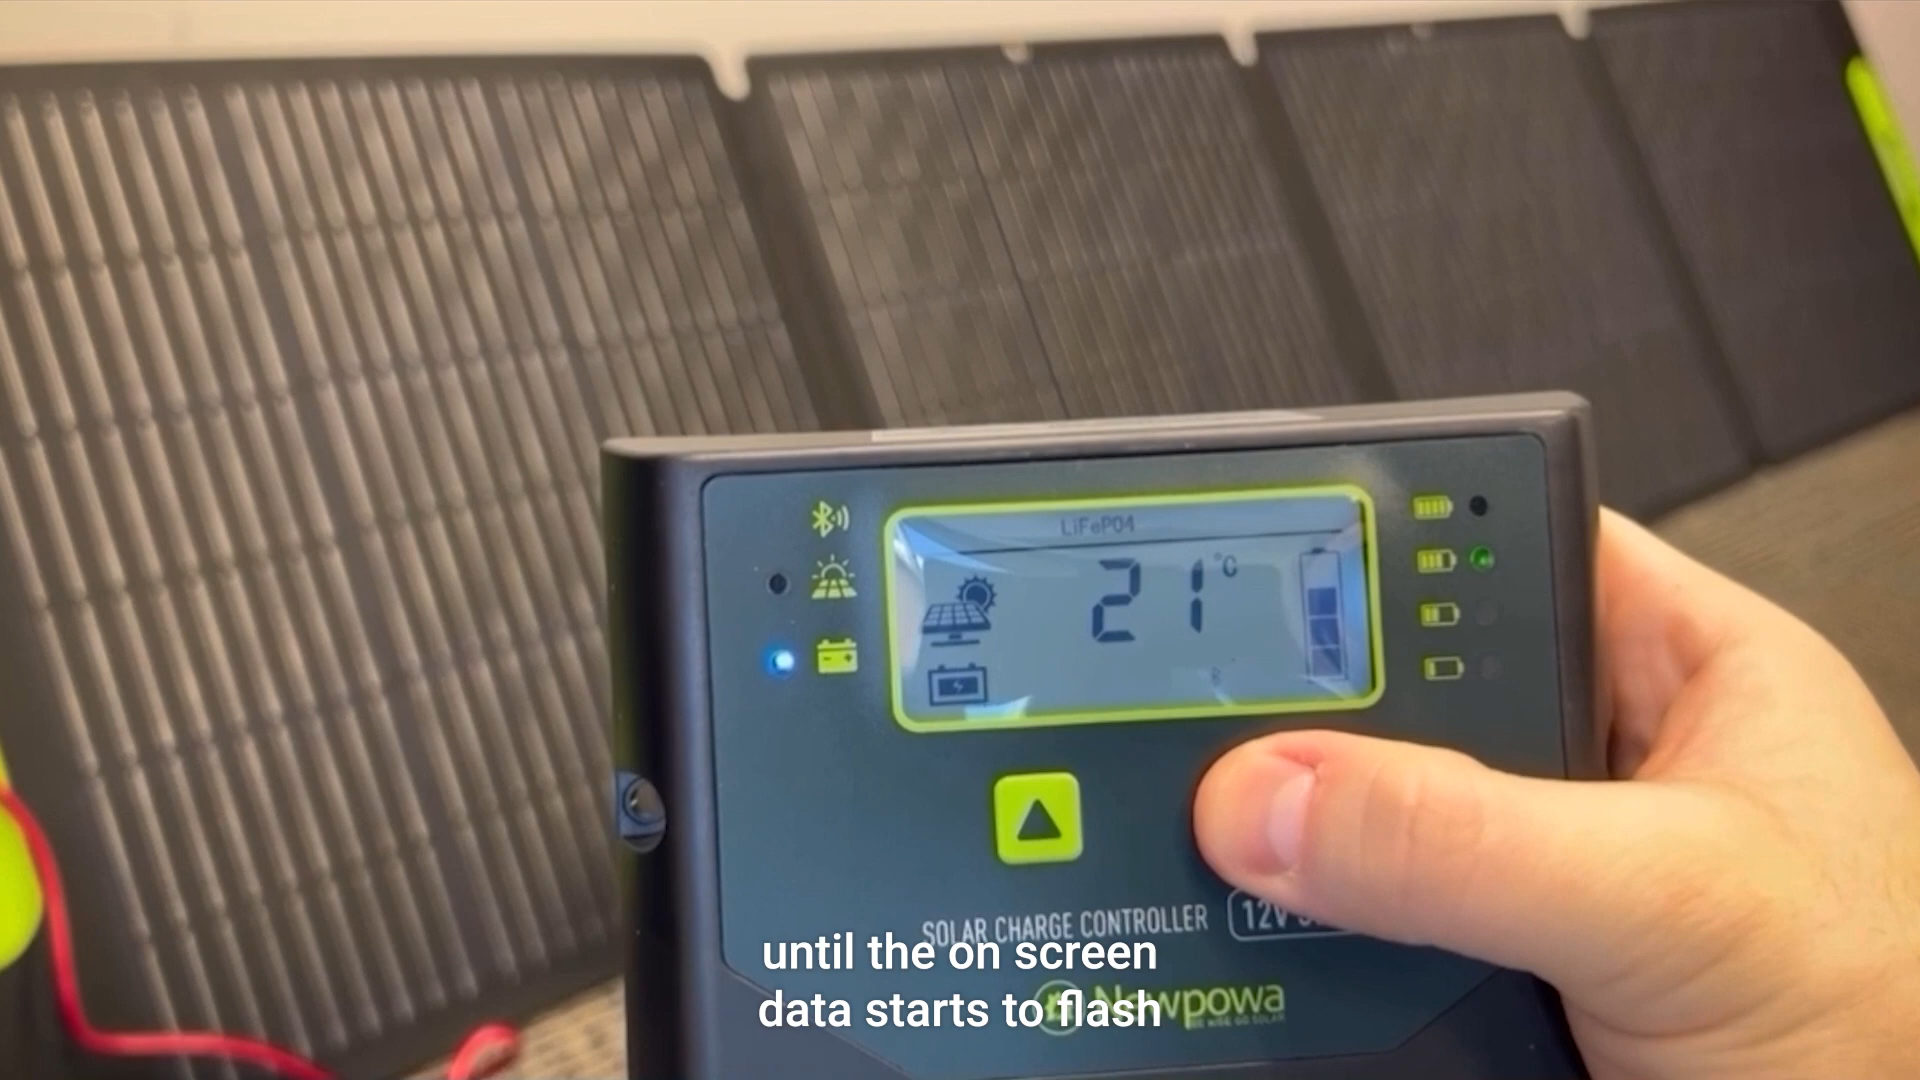 LiFePO4
21 °C
SOLAR CHARGE CONTROLLER 12V
until the on screen
data starts to flash
Newpowa